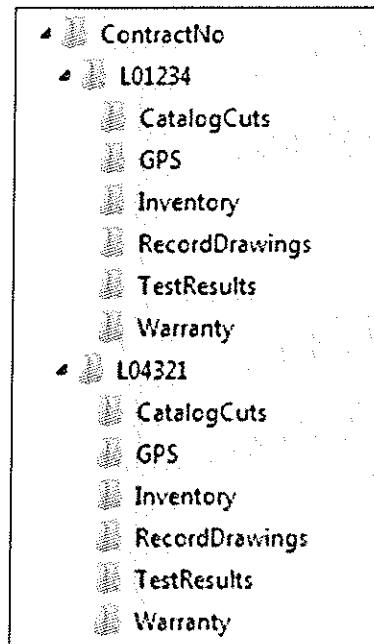 ContractNo
L01234
CatalogCuts
GPS
Inventory
RecordDrawings
TestResults
Warranty
L04321
CatalogCuts
GPS
Inventory
RecordDrawings
TestResults
Warranty